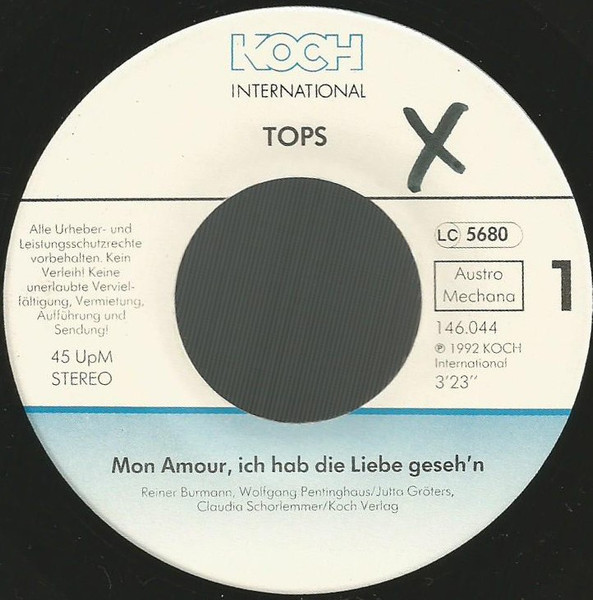 KOCH
INTERNATIONAL
TOPS
X
Alle Urheber- und
Leistungsschutzrechte
vorbehalten. Kein
Verleih! Keine
unerlaubte Verviel-
fältigung, Vermietung,
Aufführung und
Sendung!
45 UpM
STEREO
LC 5680
Austro
Mechana
1
146.044
℗ 1992 KOCH
International
3'23''
Mon Amour, ich hab die Liebe geseh'n
Reiner Burmann, Wolfgang Pentinghaus/Jutta Gröters,
Claudia Schorlemmer/Koch Verlag